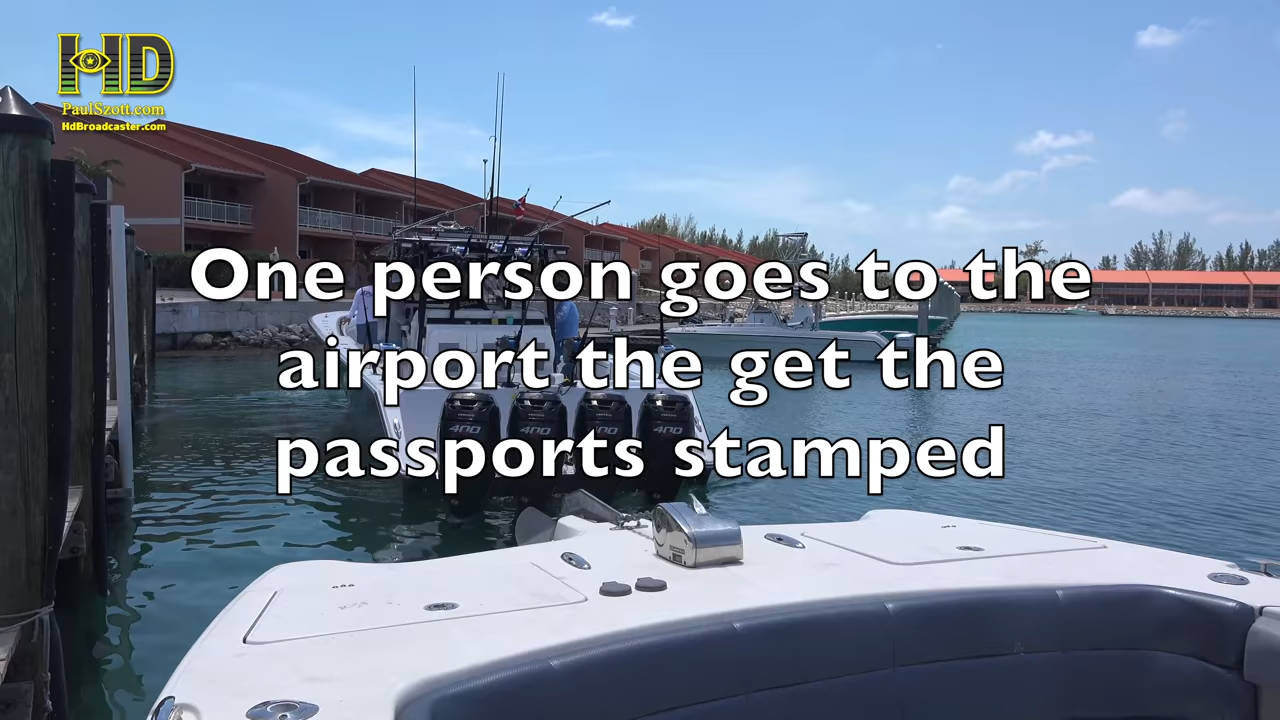 HD
PaulSzott.com
HdBroadcaster.com
One person goes to the
airport the get the
passports stamped
400
400
400
400